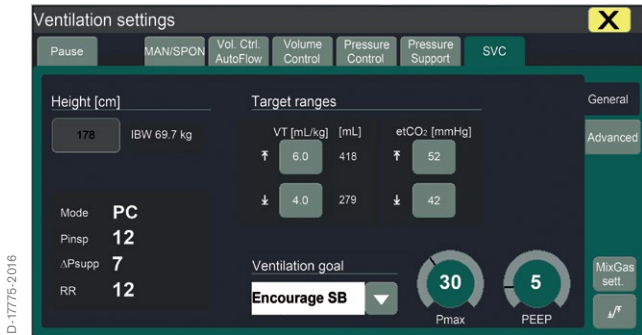 Ventilation settings X
Pause MAN/SPON Vol. Ctrl. AutoFlow Volume Control Pressure Control Pressure Support SVC
Height [cm] Target ranges General
178 IBW 69.7 kg VT [mL/kg] [mL] etCO₂ [mmHg] Advanced
6.0 418 52
4.0 279 42
Mode PC
Pinsp 12
ΔPsupp 7
RR 12
Ventilation goal
Encourage SB
30 5
Pmax PEEP
MixGas sett.
D-17775-2016